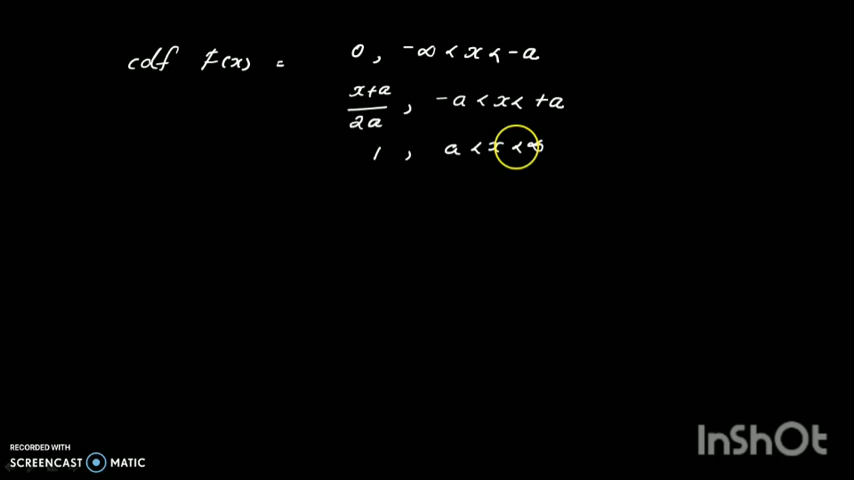 cdf F(x) = 0, -∞ < x < -a
x+a
2a
, -a < x < +a
1, a < x < ∞
RECORDED WITH
SCREENCAST MATIC
InShOt